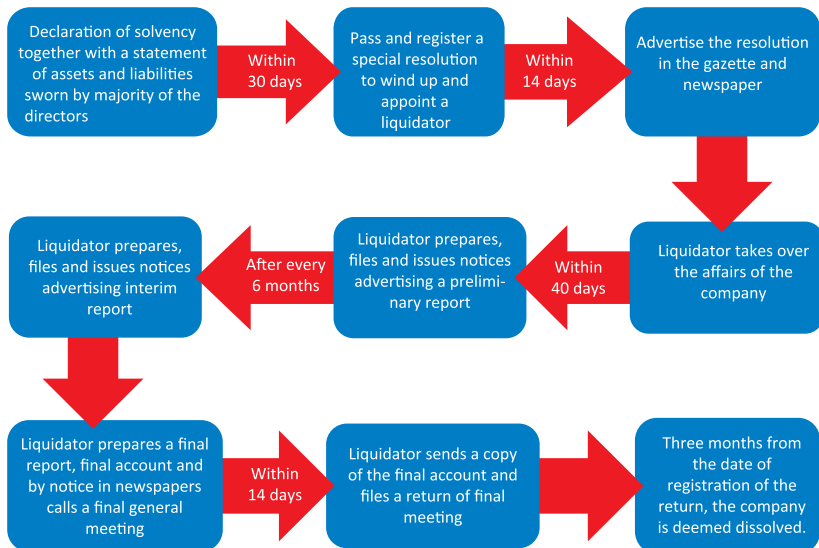 Declaration of solvency
together with a statement
of assets and liabilities
sworn by majority of the
directors
Within
30 days
Pass and register a
special resolution
to wind up and
appoint a
liquidator
Within
14 days
Advertise the resolution
in the gazette and
newspaper
Liquidator takes over
the affairs of the
company
Within
40 days
Liquidator prepares,
files and issues notices
advertising a prelimi-
nary report
After every
6 months
Liquidator prepares,
files and issues notices
advertising interim
report
Liquidator prepares a final
report, final account and
by notice in newspapers
calls a final general
meeting
Within
14 days
Liquidator sends a copy
of the final account and
files a return of final
meeting
Three months from
the date of
registration of the
return, the company
is deemed dissolved.